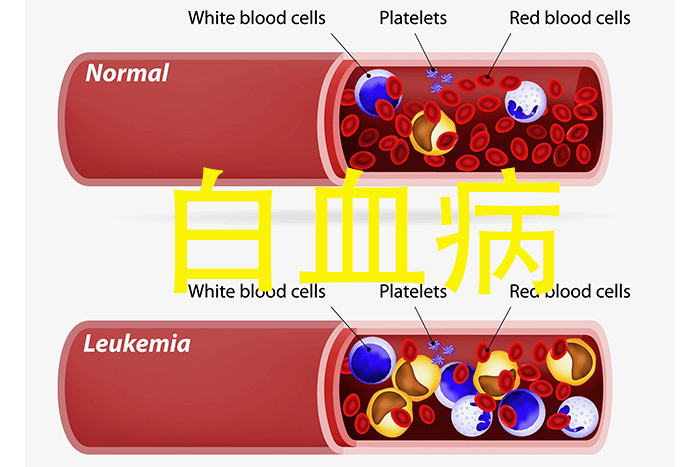 White blood cells Platelets Red blood cells
Normal
白血病
White blood cells Platelets Red blood cells
Leukemia